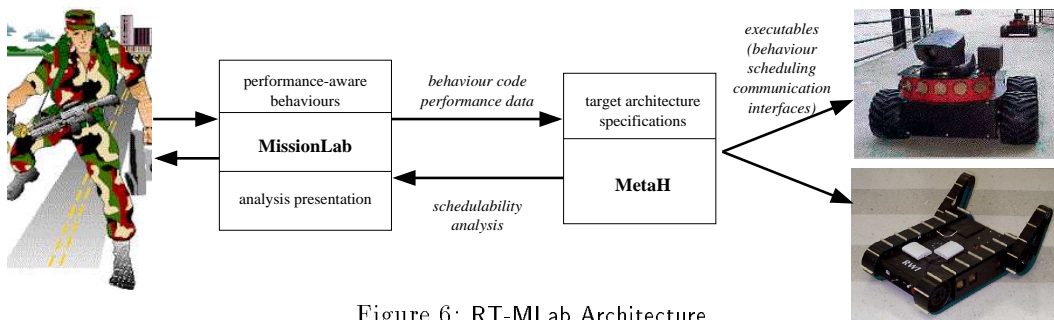 performance-aware
behaviours
MissionLab
analysis presentation
behaviour code
performance data
schedulability
analysis
target architecture
specifications
MetaH
executables
(behaviour
scheduling
communication
interfaces)
RWI
Figure 6: RT-MLab Architecture